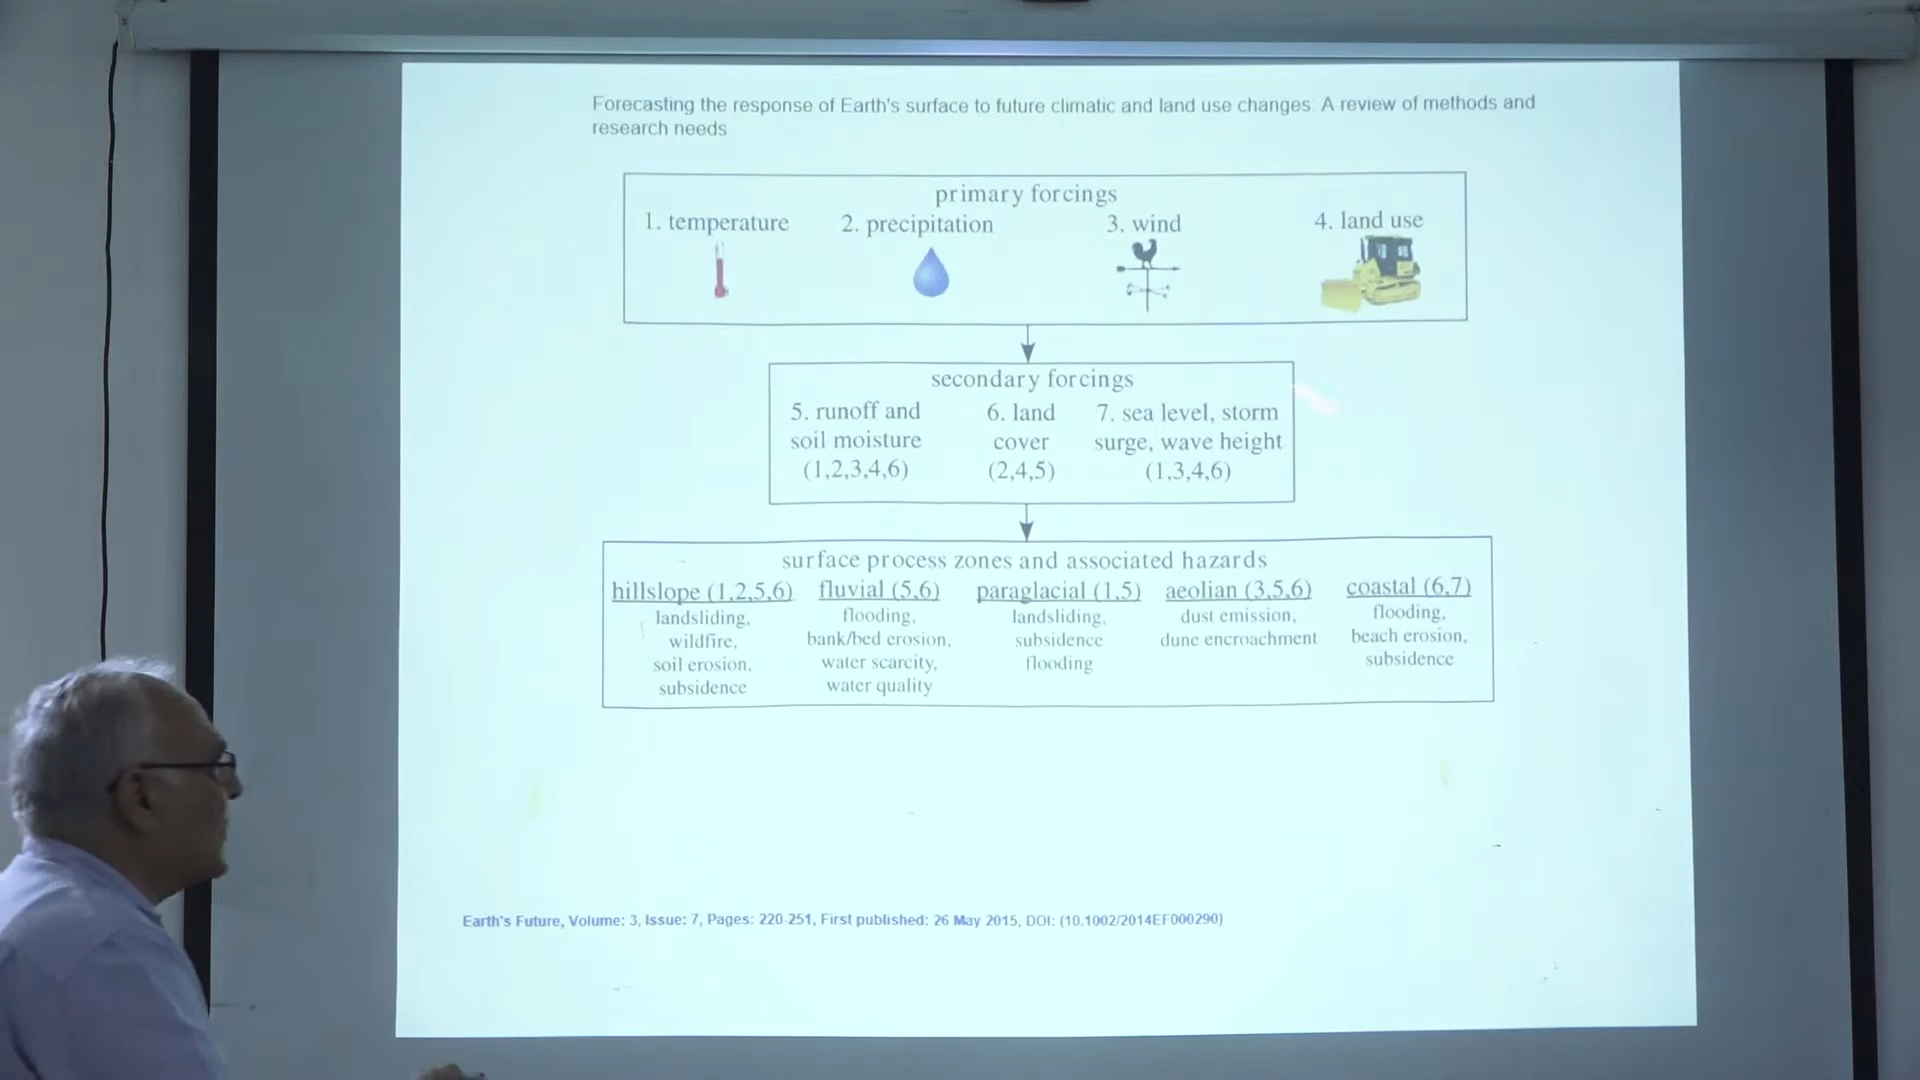 Forecasting the response of Earth's surface to future climatic and land use changes: A review of methods and
research needs
primary forcings
1. temperature
2. precipitation
3. wind
4. land use
secondary forcings
5. runoff and
soil moisture
(1,2,3,4,6)
6. land
cover
(2,4,5)
7. sea level, storm
surge, wave height
(1,3,4,6)
surface process zones and associated hazards
hillslope (1,2,5,6)
landsliding,
wildfire,
soil erosion,
subsidence
fluvial (5,6)
flooding,
bank/bed erosion,
water scarcity,
water quality
paraglacial (1,5)
landsliding,
subsidence
flooding
aeolian (3,5,6)
dust emission,
dune encroachment
coastal (6,7)
flooding,
beach erosion,
subsidence
Earth's Future, Volume: 3, Issue: 7, Pages: 220-251, First published: 26 May 2015, DOI: (10.1002/2014EF000290)